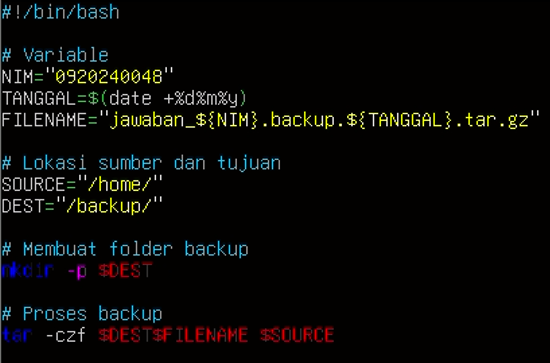 #!/bin/bash
# Variable
NIM="0920240048"
TANGGAL=$(date +%d%m%y)
FILENAME="jawaban_${NIM}.backup.${TANGGAL}.tar.gz"
# Lokasi sumber dan tujuan
SOURCE="/home/"
DEST="/backup/"
# Membuat folder backup
mkdir -p $DEST
# Proses backup
tar -czf $DEST$FILENAME $SOURCE